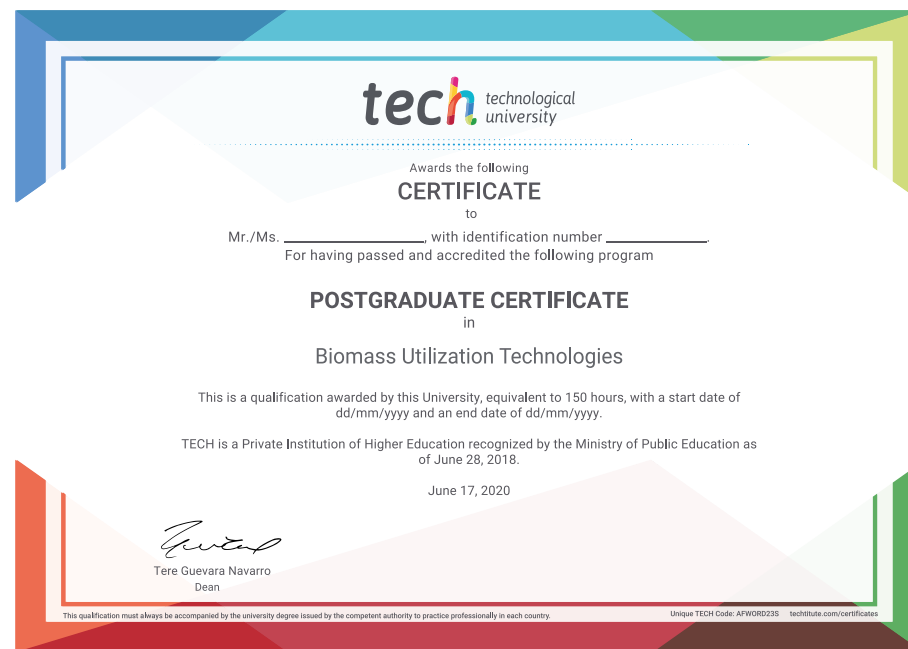 tech technological
university
Awards the following
CERTIFICATE
to
Mr./Ms. ________________, with identification number ____________.
For having passed and accredited the following program
POSTGRADUATE CERTIFICATE
in
Biomass Utilization Technologies
This is a qualification awarded by this University, equivalent to 150 hours, with a start date of
dd/mm/yyyy and an end date of dd/mm/yyyy.
TECH is a Private Institution of Higher Education recognized by the Ministry of Public Education as
of June 28, 2018.
June 17, 2020
Tere Guevara Navarro
Dean
This qualification must always be accompanied by the university degree issued by the competent authority to practice professionally in each country.
Unique TECH Code: AFWORD23S techtitute.com/certificates